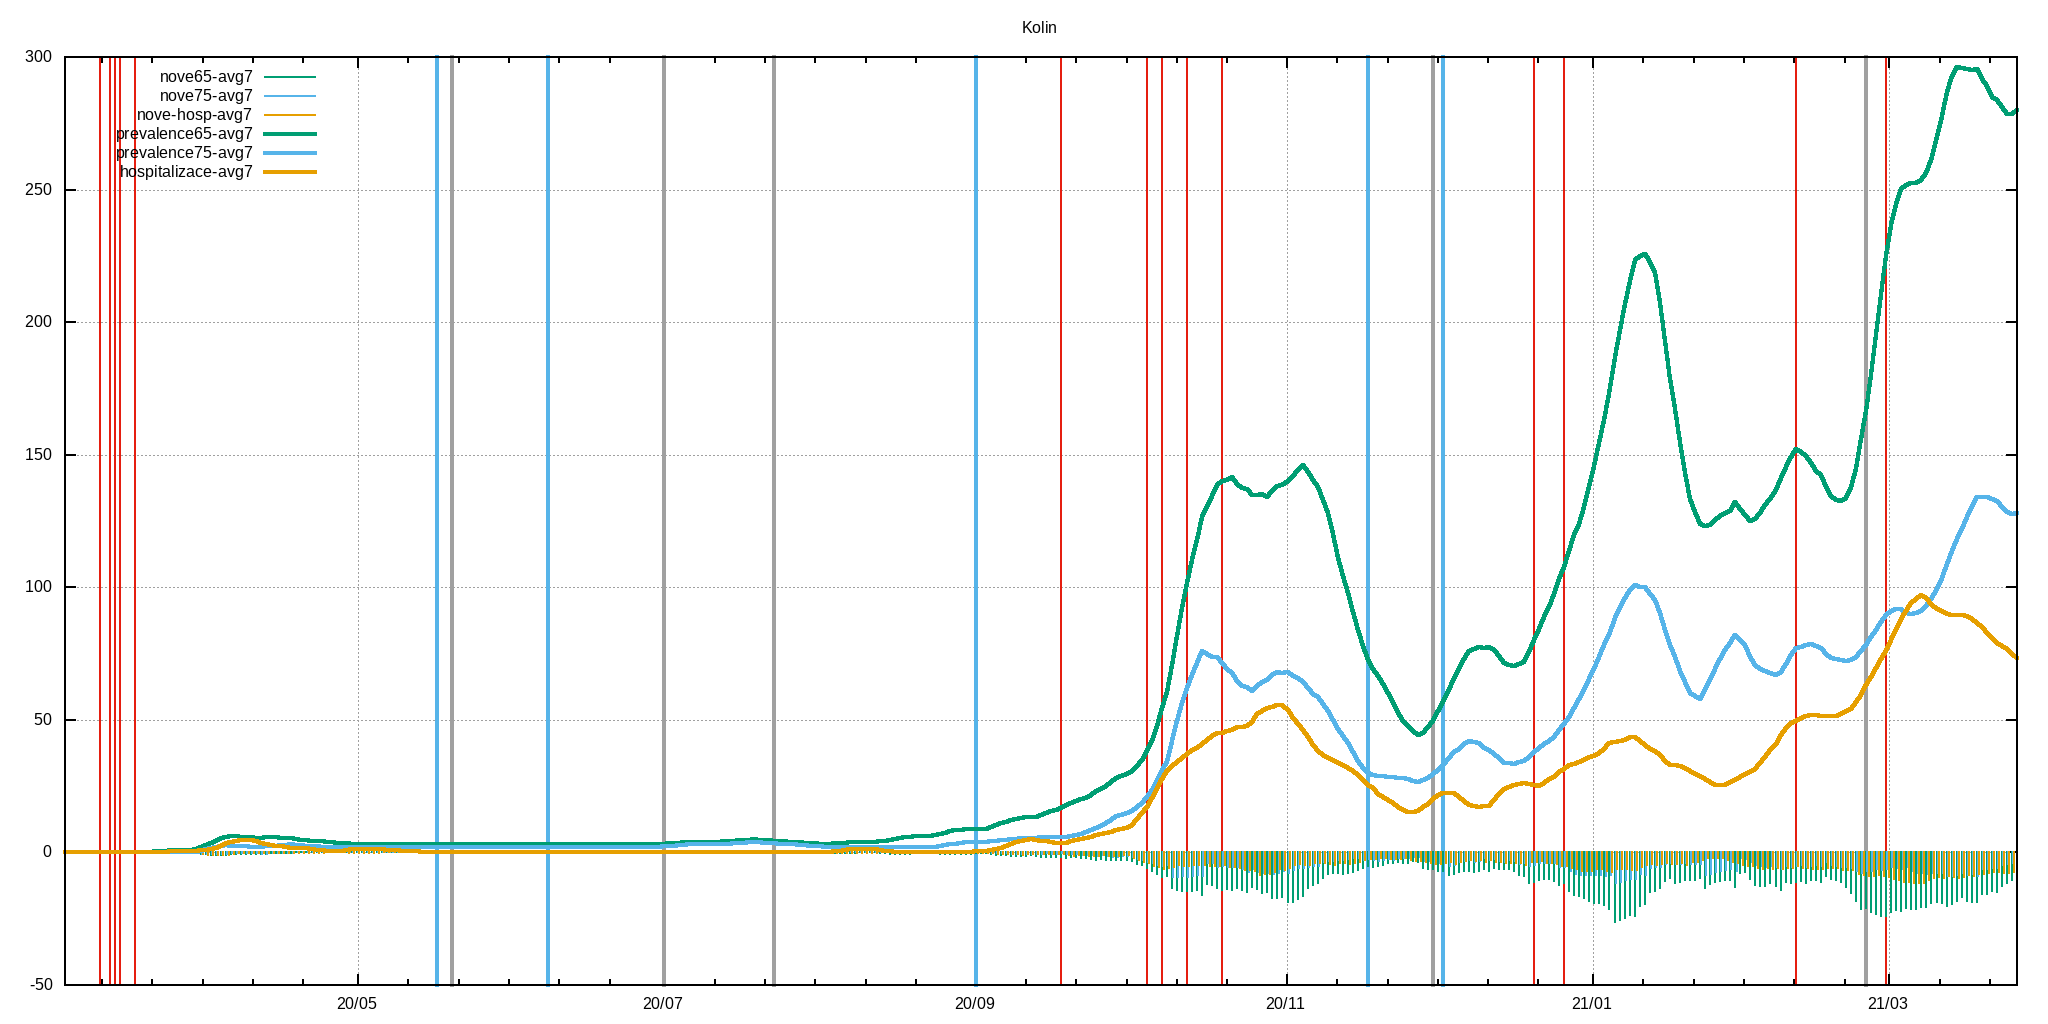 Kolin
300
nove65-avg7
nove75-avg7
nove-hosp-avg7
prevalence65-avg7
prevalence75-avg7
hospitalizace-avg7
250
200
150
100
50
0
-50
20/05 20/07 20/09 20/11 21/01 21/03